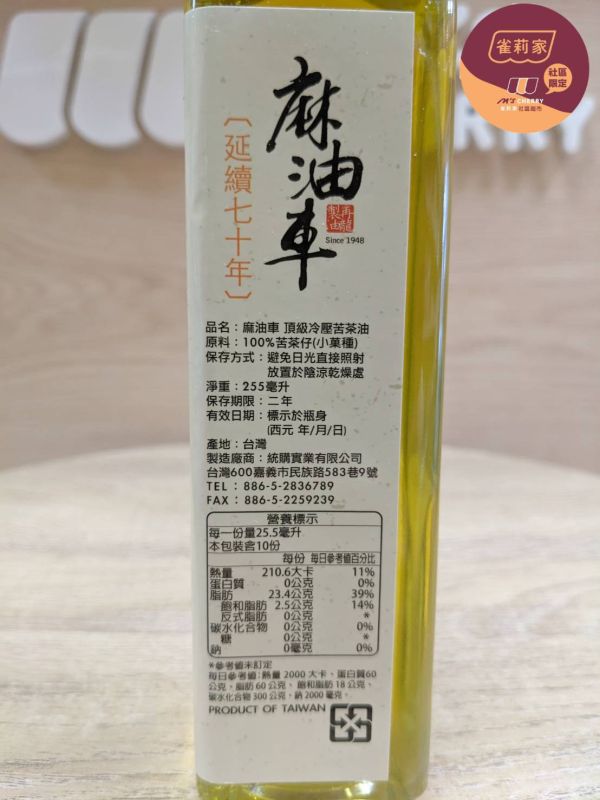 雀莉家
社區
限定
M's CHERRY
雀莉家社區超市
麻油車
〔延續七十年〕
再龍
製由
Since 1948
品名：麻油車 頂級冷壓苦茶油
原料：100%苦茶仔(小菓種)
保存方式：避免日光直接照射
放置於陰涼乾燥處
淨重：255毫升
保存期限：二年
有效日期：標示於瓶身
(西元 年/月/日)
產地：台灣
製造廠商：統購實業有限公司
台灣600嘉義市民族路583巷9號
TEL：886-5-2836789
FAX：886-5-2259239
營養標示
每一份量25.5毫升
本包裝含10份
每份 每日參考值百分比
熱量 210.6大卡 11%
蛋白質 0公克 0%
脂肪 23.4公克 39%
飽和脂肪 2.5公克 14%
反式脂肪 0公克 *
碳水化合物 0公克 0%
糖 0公克 *
鈉 0毫克 0%
*參考值未訂定
每日參考值：熱量 2000 大卡、蛋白質60
公克、脂肪 60 公克、飽和脂肪 18 公克、
碳水化合物 300 公克、鈉 2000 毫克。
PRODUCT OF TAIWAN